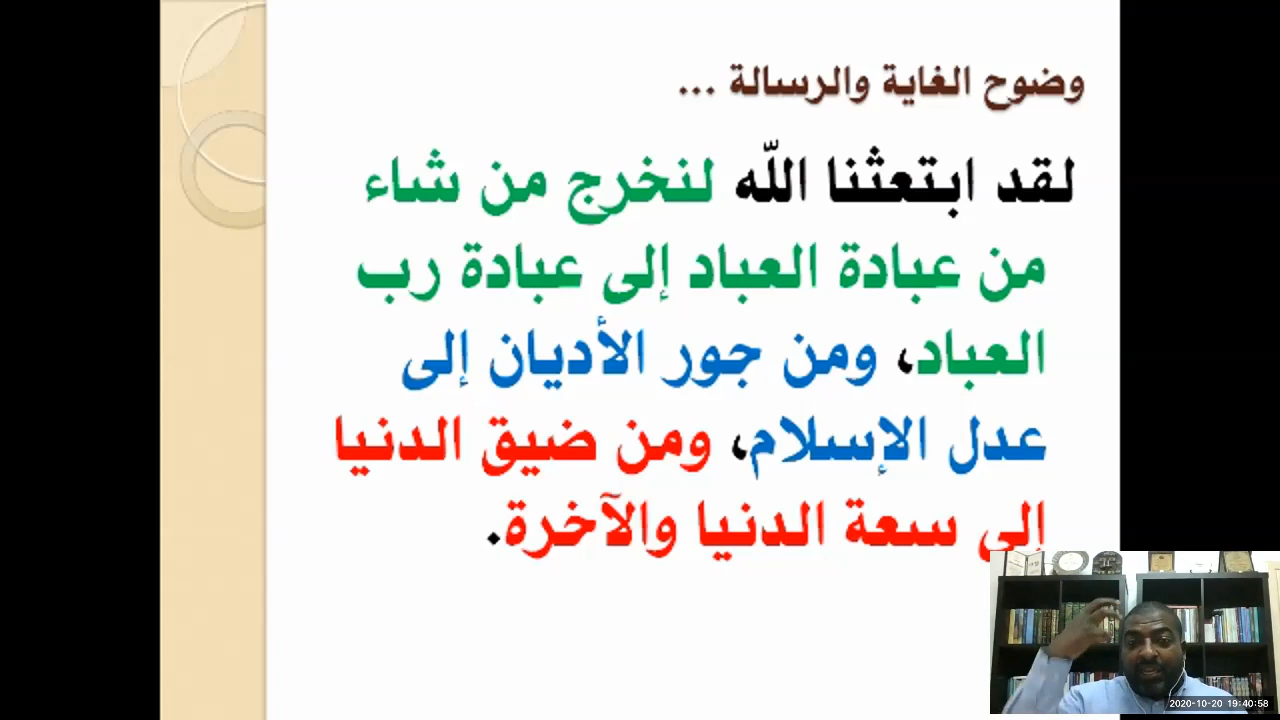 وضوح الغاية والرسالة ...
لقد ابتعثنا الله لنخرج من شاء
من عبادة العباد إلى عبادة رب
العباد، ومن جور الأديان إلى
عدل الإسلام، ومن ضيق الدنيا
إلى سعة الدنيا والآخرة.
2020-10-20 19:40:58